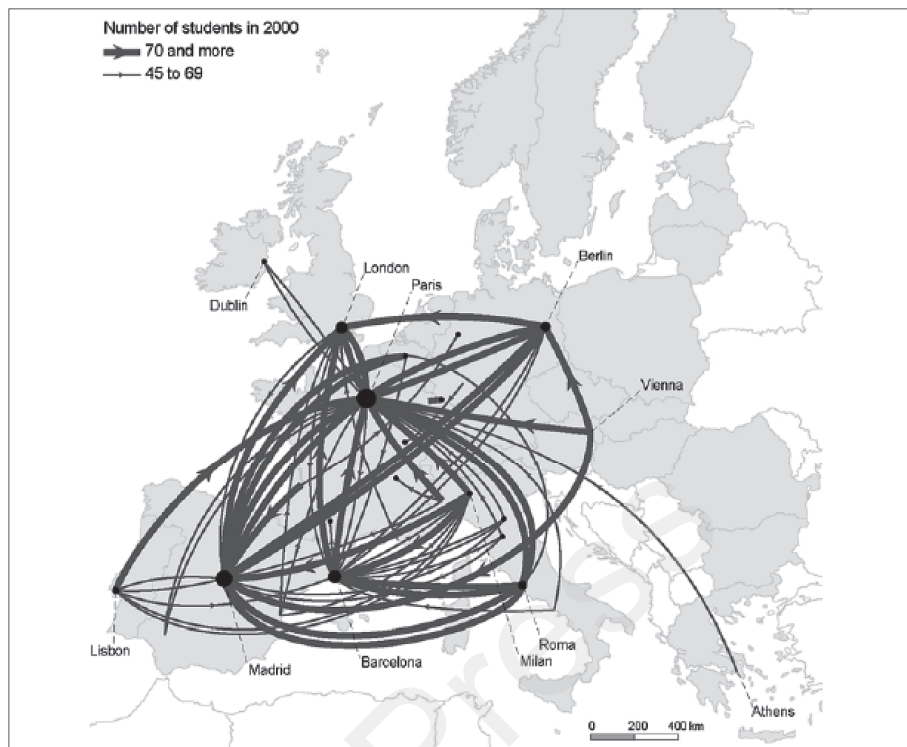 Number of students in 2000
70 and more
45 to 69
Berlin
London
Paris
Dublin
Vienna
Lisbon
Madrid
Barcelona
Roma
Milan
Athens
0 200 400 km
Press